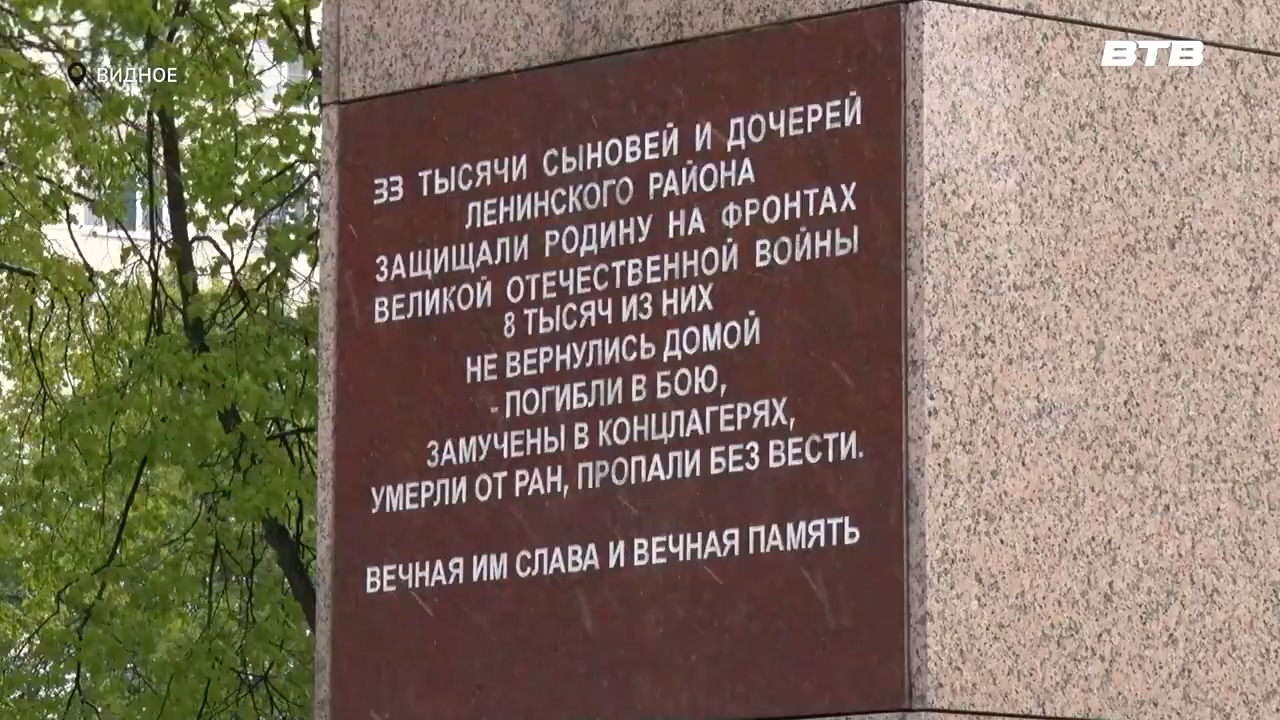 ВИДНОЕ
ВТВ
33 ТЫСЯЧИ СЫНОВЕЙ И ДОЧЕРЕЙ
ЛЕНИНСКОГО РАЙОНА
ЗАЩИЩАЛИ РОДИНУ НА ФРОНТАХ
ВЕЛИКОЙ ОТЕЧЕСТВЕННОЙ ВОЙНЫ
8 ТЫСЯЧ ИЗ НИХ
НЕ ВЕРНУЛИСЬ ДОМОЙ
- ПОГИБЛИ В БОЮ,
ЗАМУЧЕНЫ В КОНЦЛАГЕРЯХ,
УМЕРЛИ ОТ РАН, ПРОПАЛИ БЕЗ ВЕСТИ.
ВЕЧНАЯ ИМ СЛАВА И ВЕЧНАЯ ПАМЯТЬ